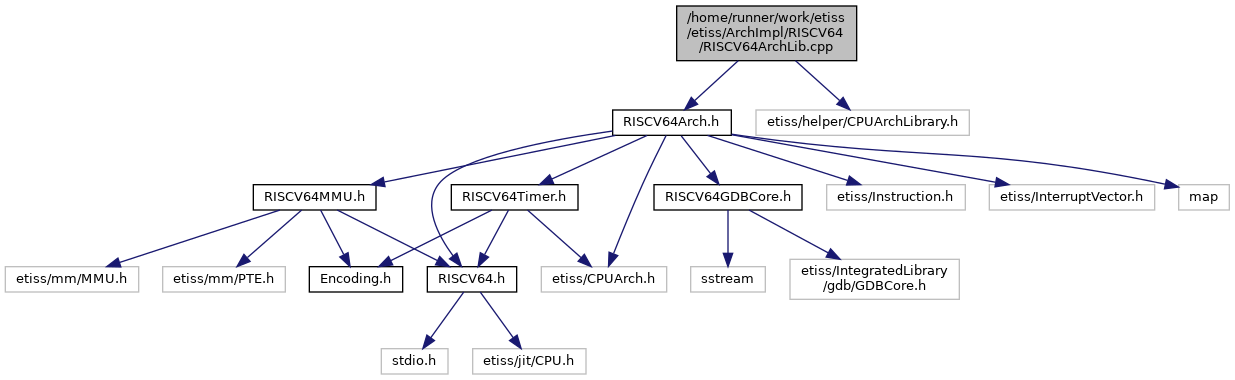 /home/runner/work/etiss
/etiss/ArchImpl/RISCV64
/RISCV64ArchLib.cpp
RISCV64Arch.h
etiss/helper/CPUArchLibrary.h
RISCV64MMU.h
RISCV64Timer.h
RISCV64GDBCore.h
etiss/Instruction.h
etiss/InterruptVector.h
map
etiss/mm/MMU.h
etiss/mm/PTE.h
Encoding.h
RISCV64.h
etiss/CPUArch.h
sstream
etiss/IntegratedLibrary
/gdb/GDBCore.h
stdio.h
etiss/jit/CPU.h